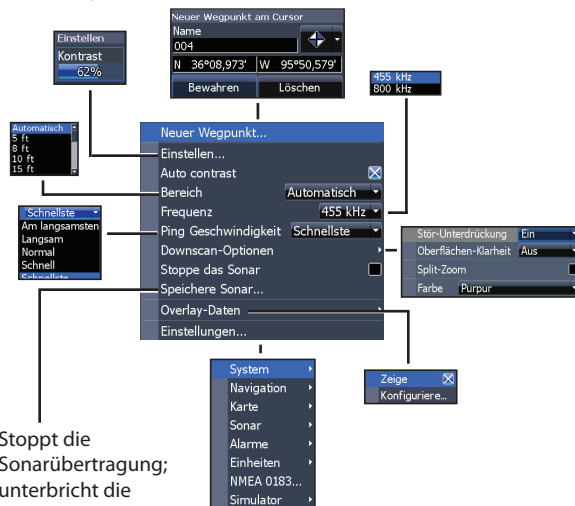 Neuer Wegpunkt am Cursor
Name
004
N 36°08,973' W 95°50,579'
Bewahren Löschen
Einstellen
Kontrast
62%
455 kHz
800 kHz
Automatisch
5 ft
8 ft
10 ft
15 ft
Schnellste
Am langsamsten
Langsam
Normal
Schnell
Schnellste
Neuer Wegpunkt...
Einstellen...
Auto contrast
Bereich Automatisch
Frequenz 455 kHz
Ping Geschwindigkeit Schnellste
Downscan-Optionen
Stoppe das Sonar
Speichere Sonar...
Overlay-Daten
Einstellungen...
Stör-Unterdrückung Ein
Oberflächen-Klarheit Aus
Split-Zoom
Farbe Purpur
System
Navigation
Karte
Sonar
Alarme
Einheiten
NMEA 0183...
Simulator
Zeige
Konfiguriere...
Stoppt die
Sonarübertragung;
unterbricht die